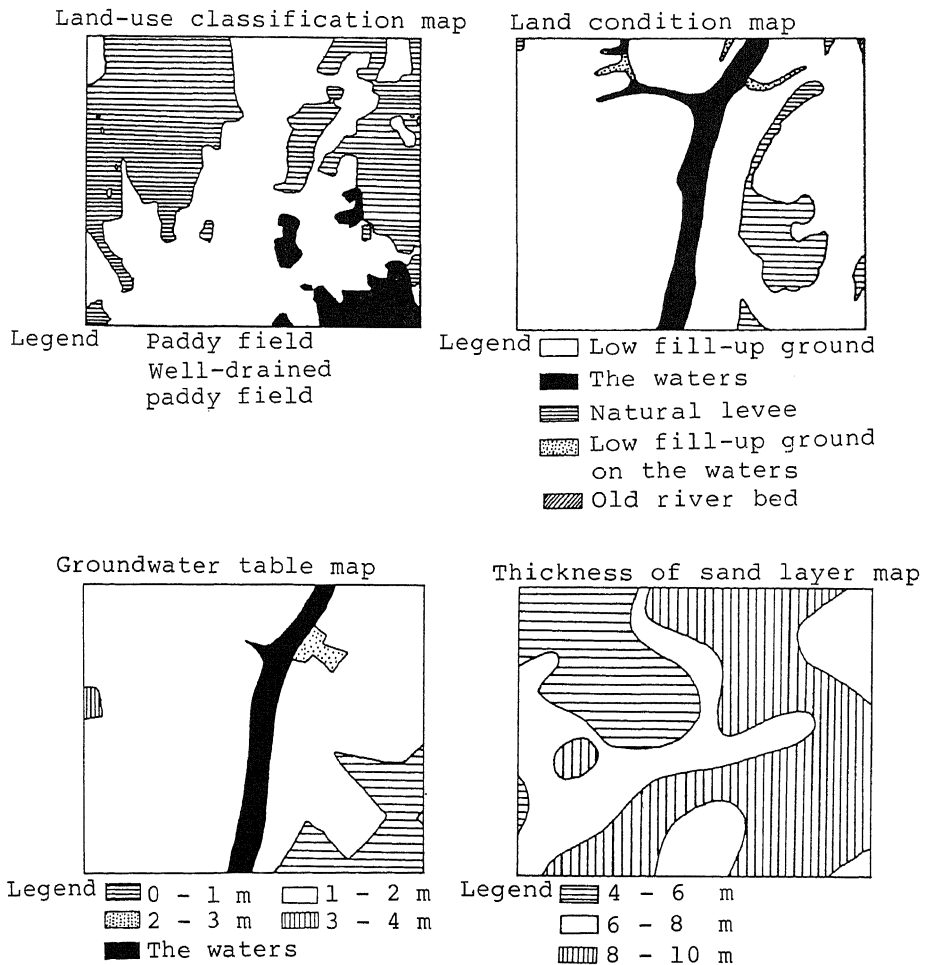 Land-use classification map
Legend
Paddy field
Well-drained
paddy field
Land condition map
Legend Low fill-up ground
The waters
Natural levee
Low fill-up ground
on the waters
Old river bed
Groundwater table map
Legend 0 - 1 m 1 - 2 m
2 - 3 m 3 - 4 m
The waters
Thickness of sand layer map
Legend 4 - 6 m
6 - 8 m
8 - 10 m